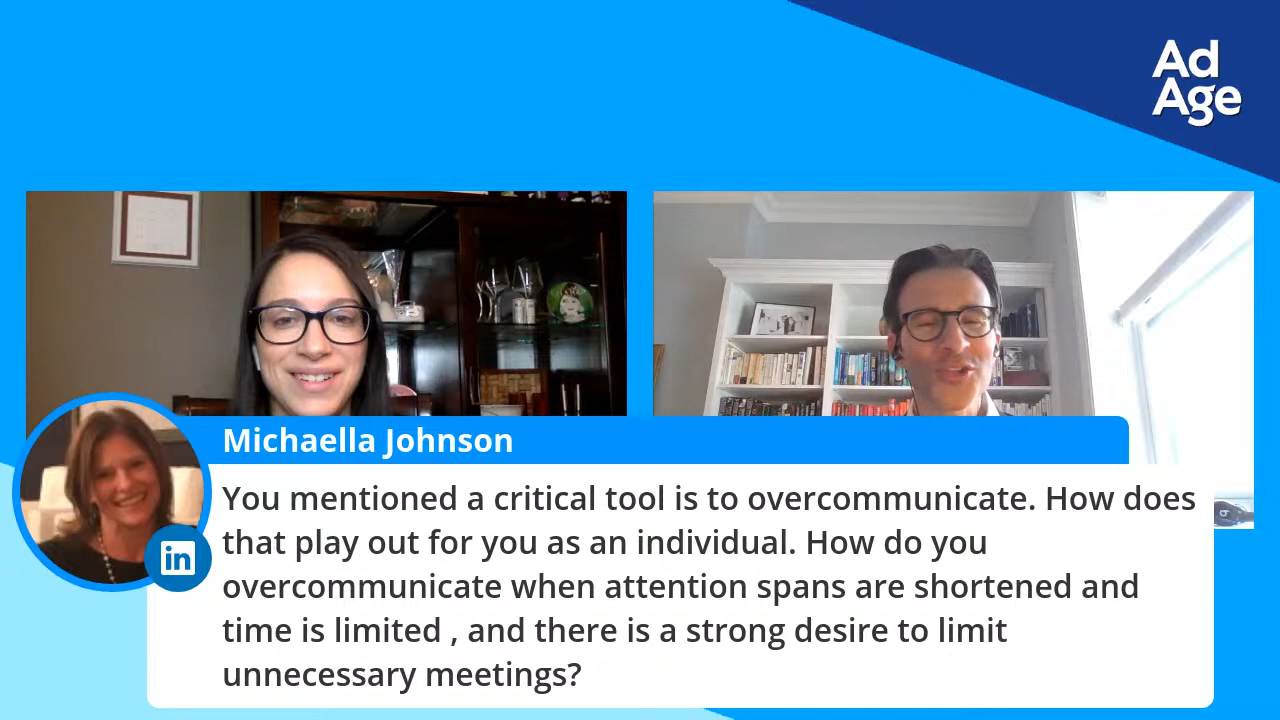 Ad
Age
Michaella Johnson
You mentioned a critical tool is to overcommunicate. How does
that play out for you as an individual. How do you
overcommunicate when attention spans are shortened and
time is limited , and there is a strong desire to limit
unnecessary meetings?
in